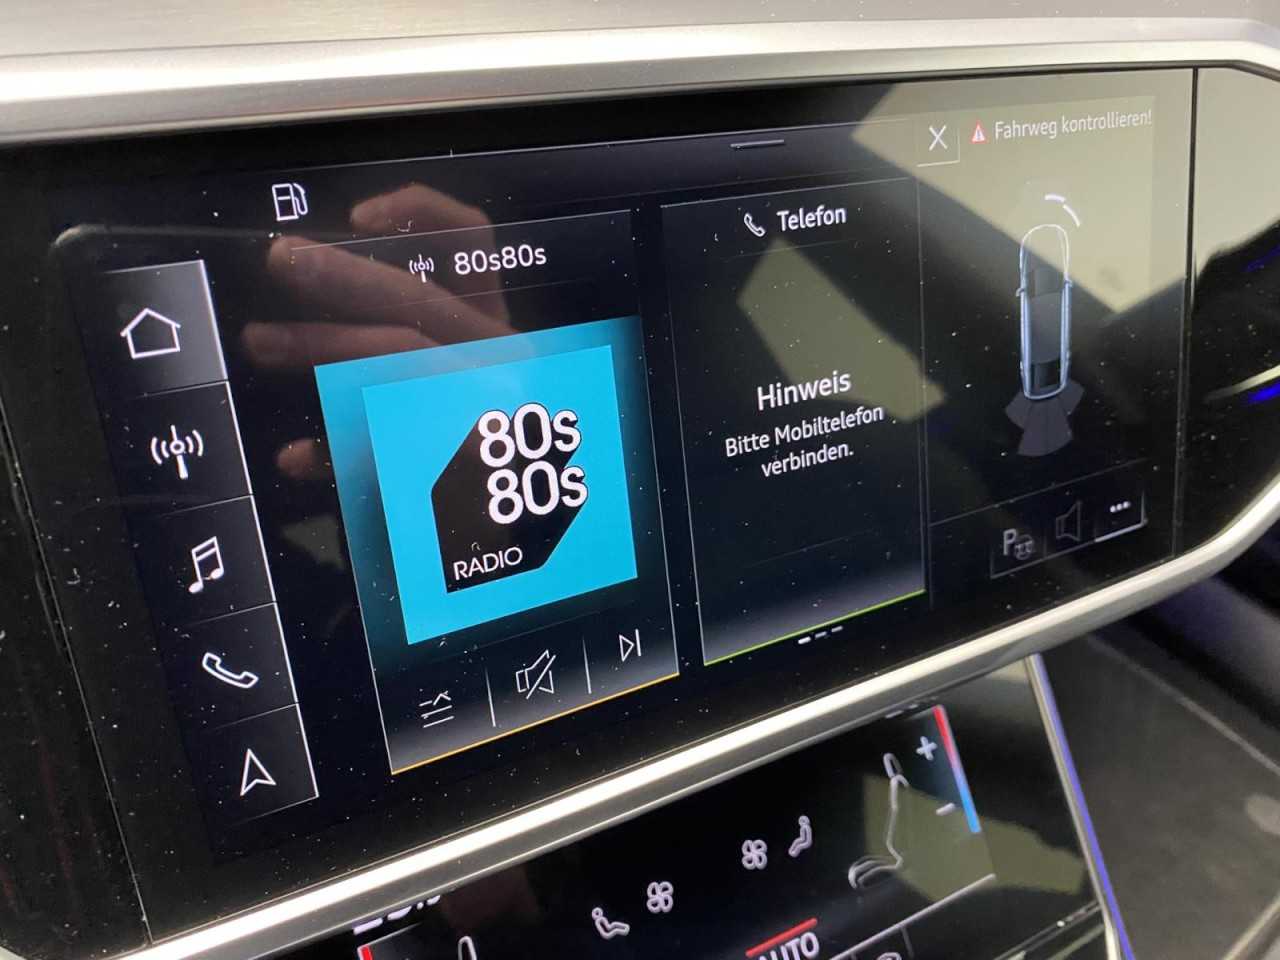 Fahrweg kontrollieren!
80s80s
Telefon
80s
80s
RADIO
Hinweis
Bitte Mobiltelefon
verbinden.
P
AUTO